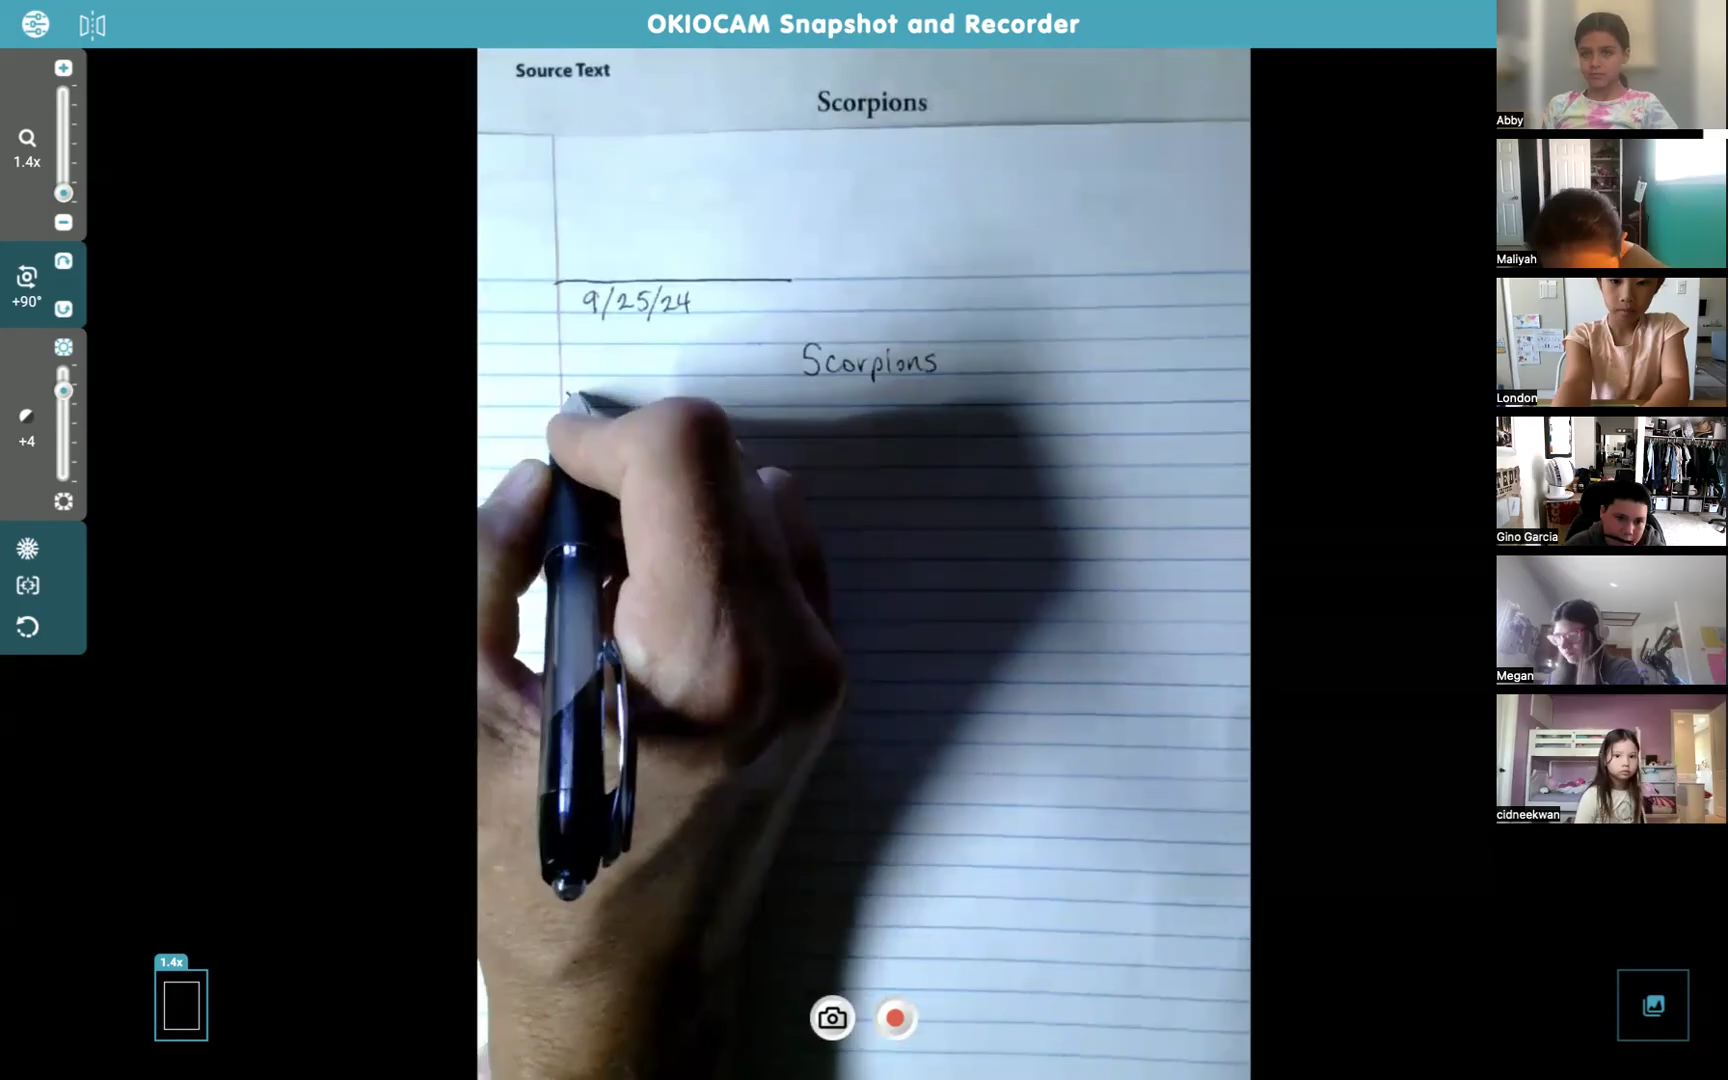 OKIOCAM Snapshot and Recorder
1.4x
+90°
+4
1.4x
Source Text
Scorpions
9/25/24
Scorpions
Abby
Maliyah
London
Gino Garcia
Megan
cidneekwan